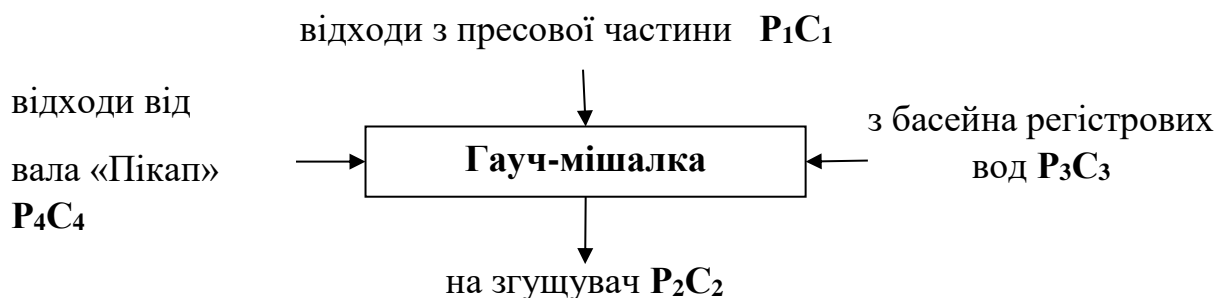 відходи з пресової частини P₁C₁
відходи від
вала «Пікап»
P₄C₄
Гауч-мішалка
з басейна регістрових
вод P₃C₃
на згущувач P₂C₂